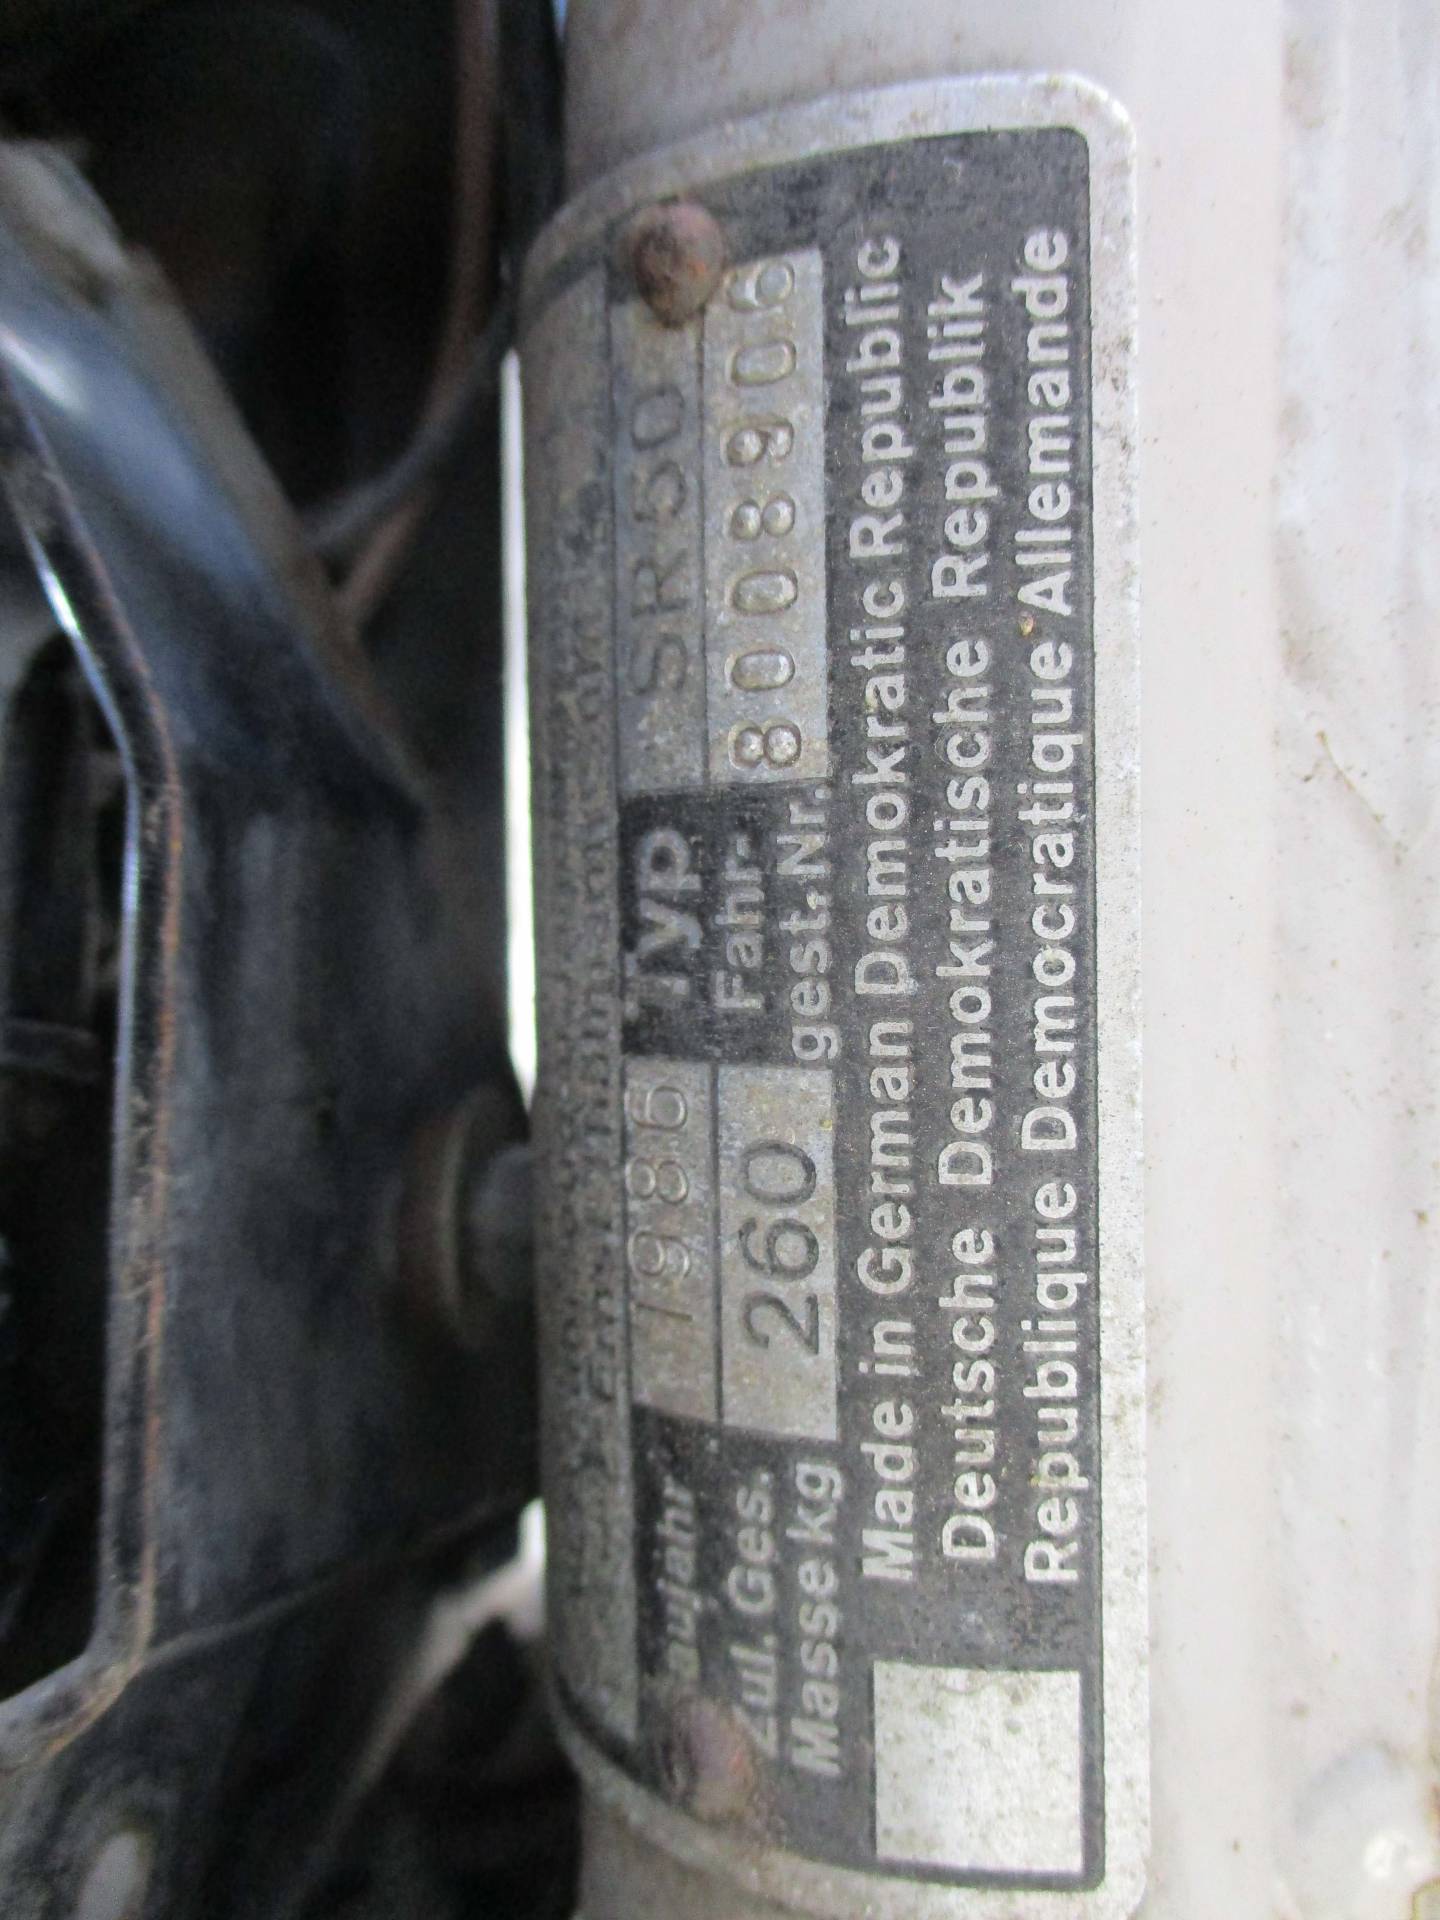 Baujahr 1986 Typ SR50
Zul. Ges. Masse kg 260 Fahr-gest.-Nr. 8008906
Made in German Demokratic Republic
Deutsche Demokratische Republik
Republique Democratique Allemande